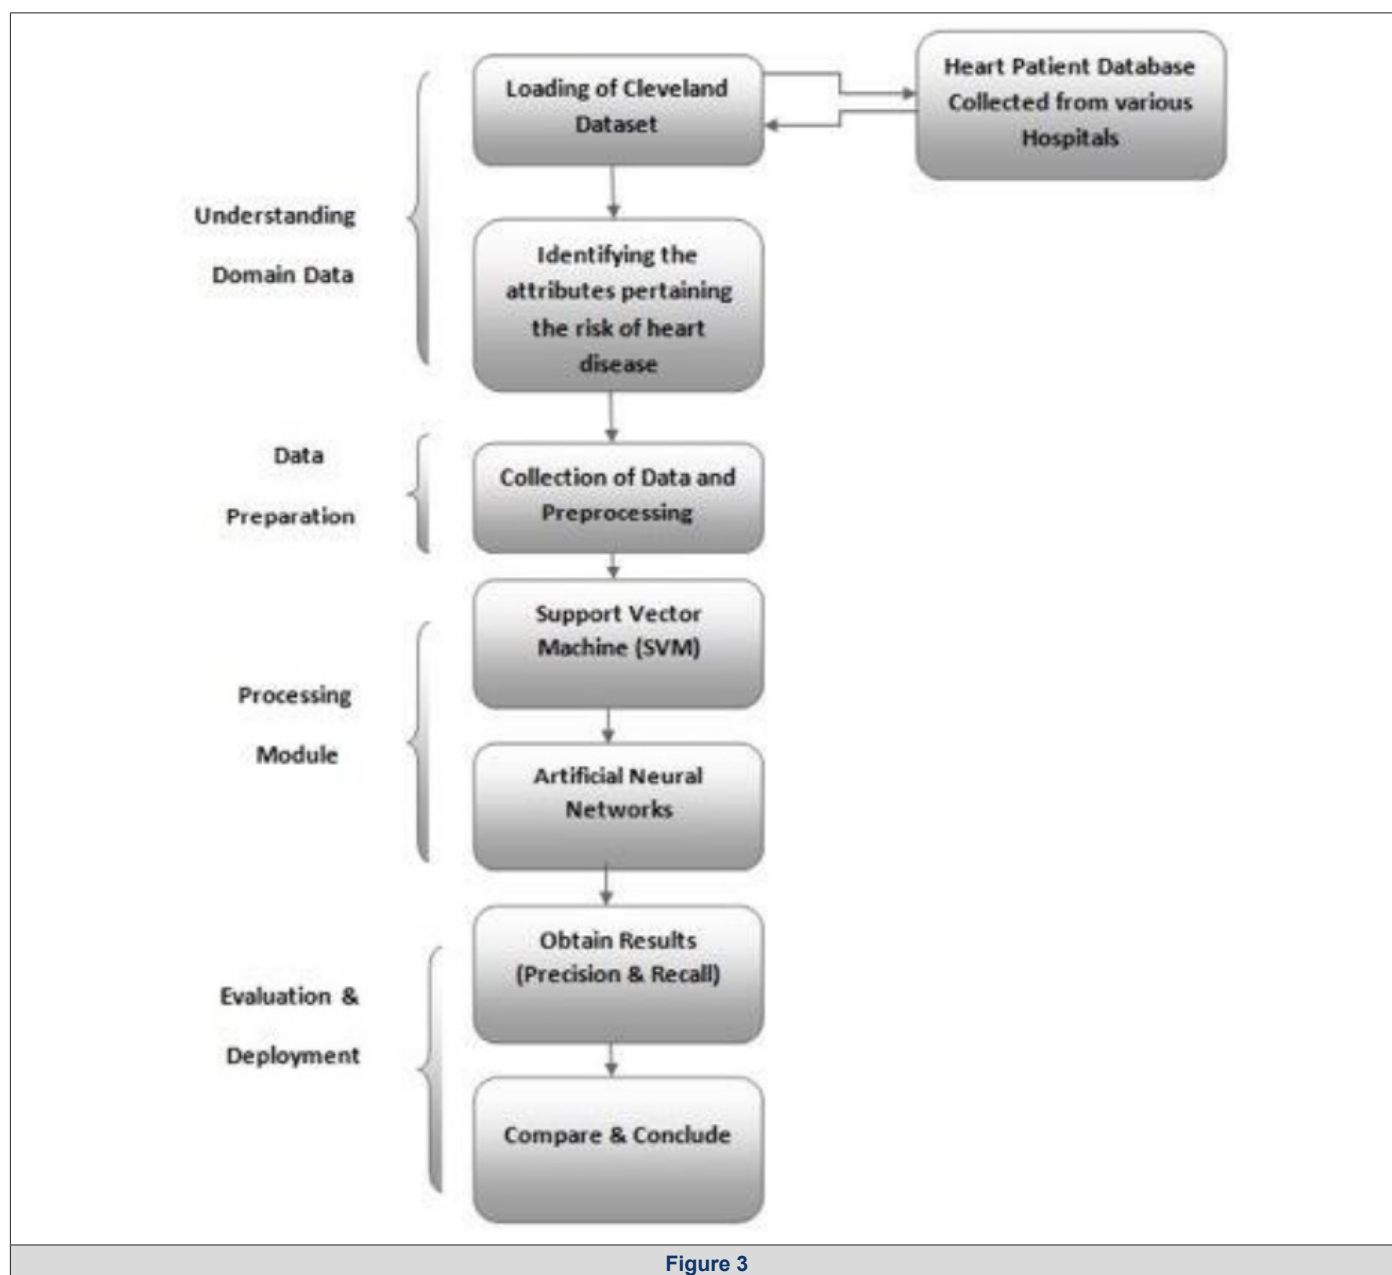 Loading of Cleveland
Dataset
Heart Patient Database
Collected from various
Hospitals
Understanding
Domain Data
Identifying the
attributes pertaining
the risk of heart
disease
Data
Preparation
Collection of Data and
Preprocessing
Support Vector
Machine (SVM)
Processing
Module
Artificial Neural
Networks
Obtain Results
(Precision & Recall)
Evaluation &
Deployment
Compare & Conclude
Figure 3